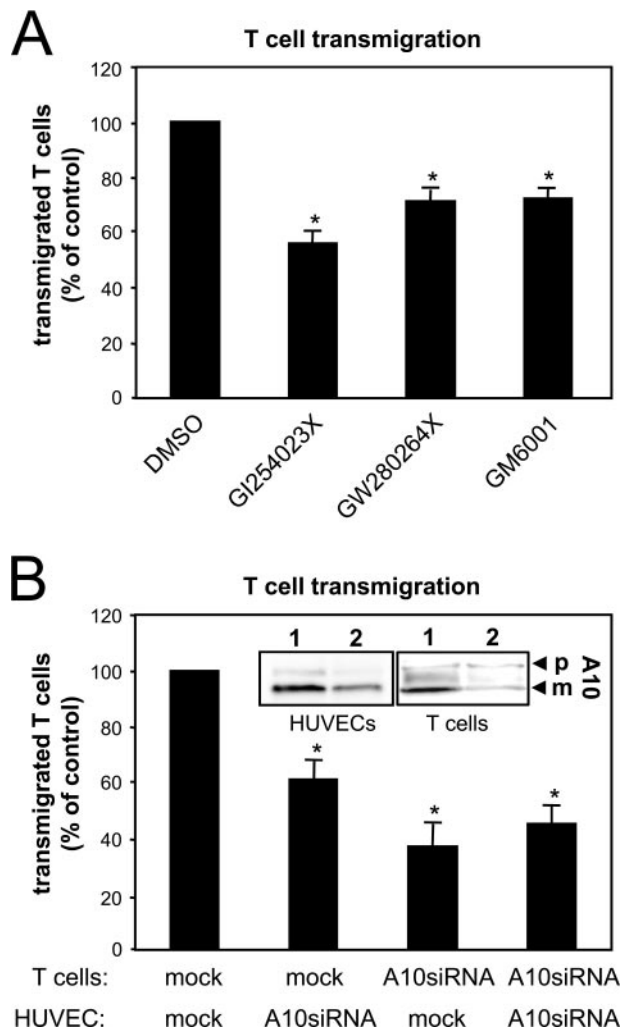 A
T cell transmigration
transmigrated T cells
(% of control)
120
100
80
60
40
20
0
*
*
*
DMSO
GI254023X
GW280264X
GM6001
B
T cell transmigration
transmigrated T cells
(% of control)
120
100
80
60
40
20
0
1 2 1 2
p
m
A10
HUVECs T cells
*
*
*
T cells: mock mock A10siRNA A10siRNA
HUVEC: mock A10siRNA mock A10siRNA